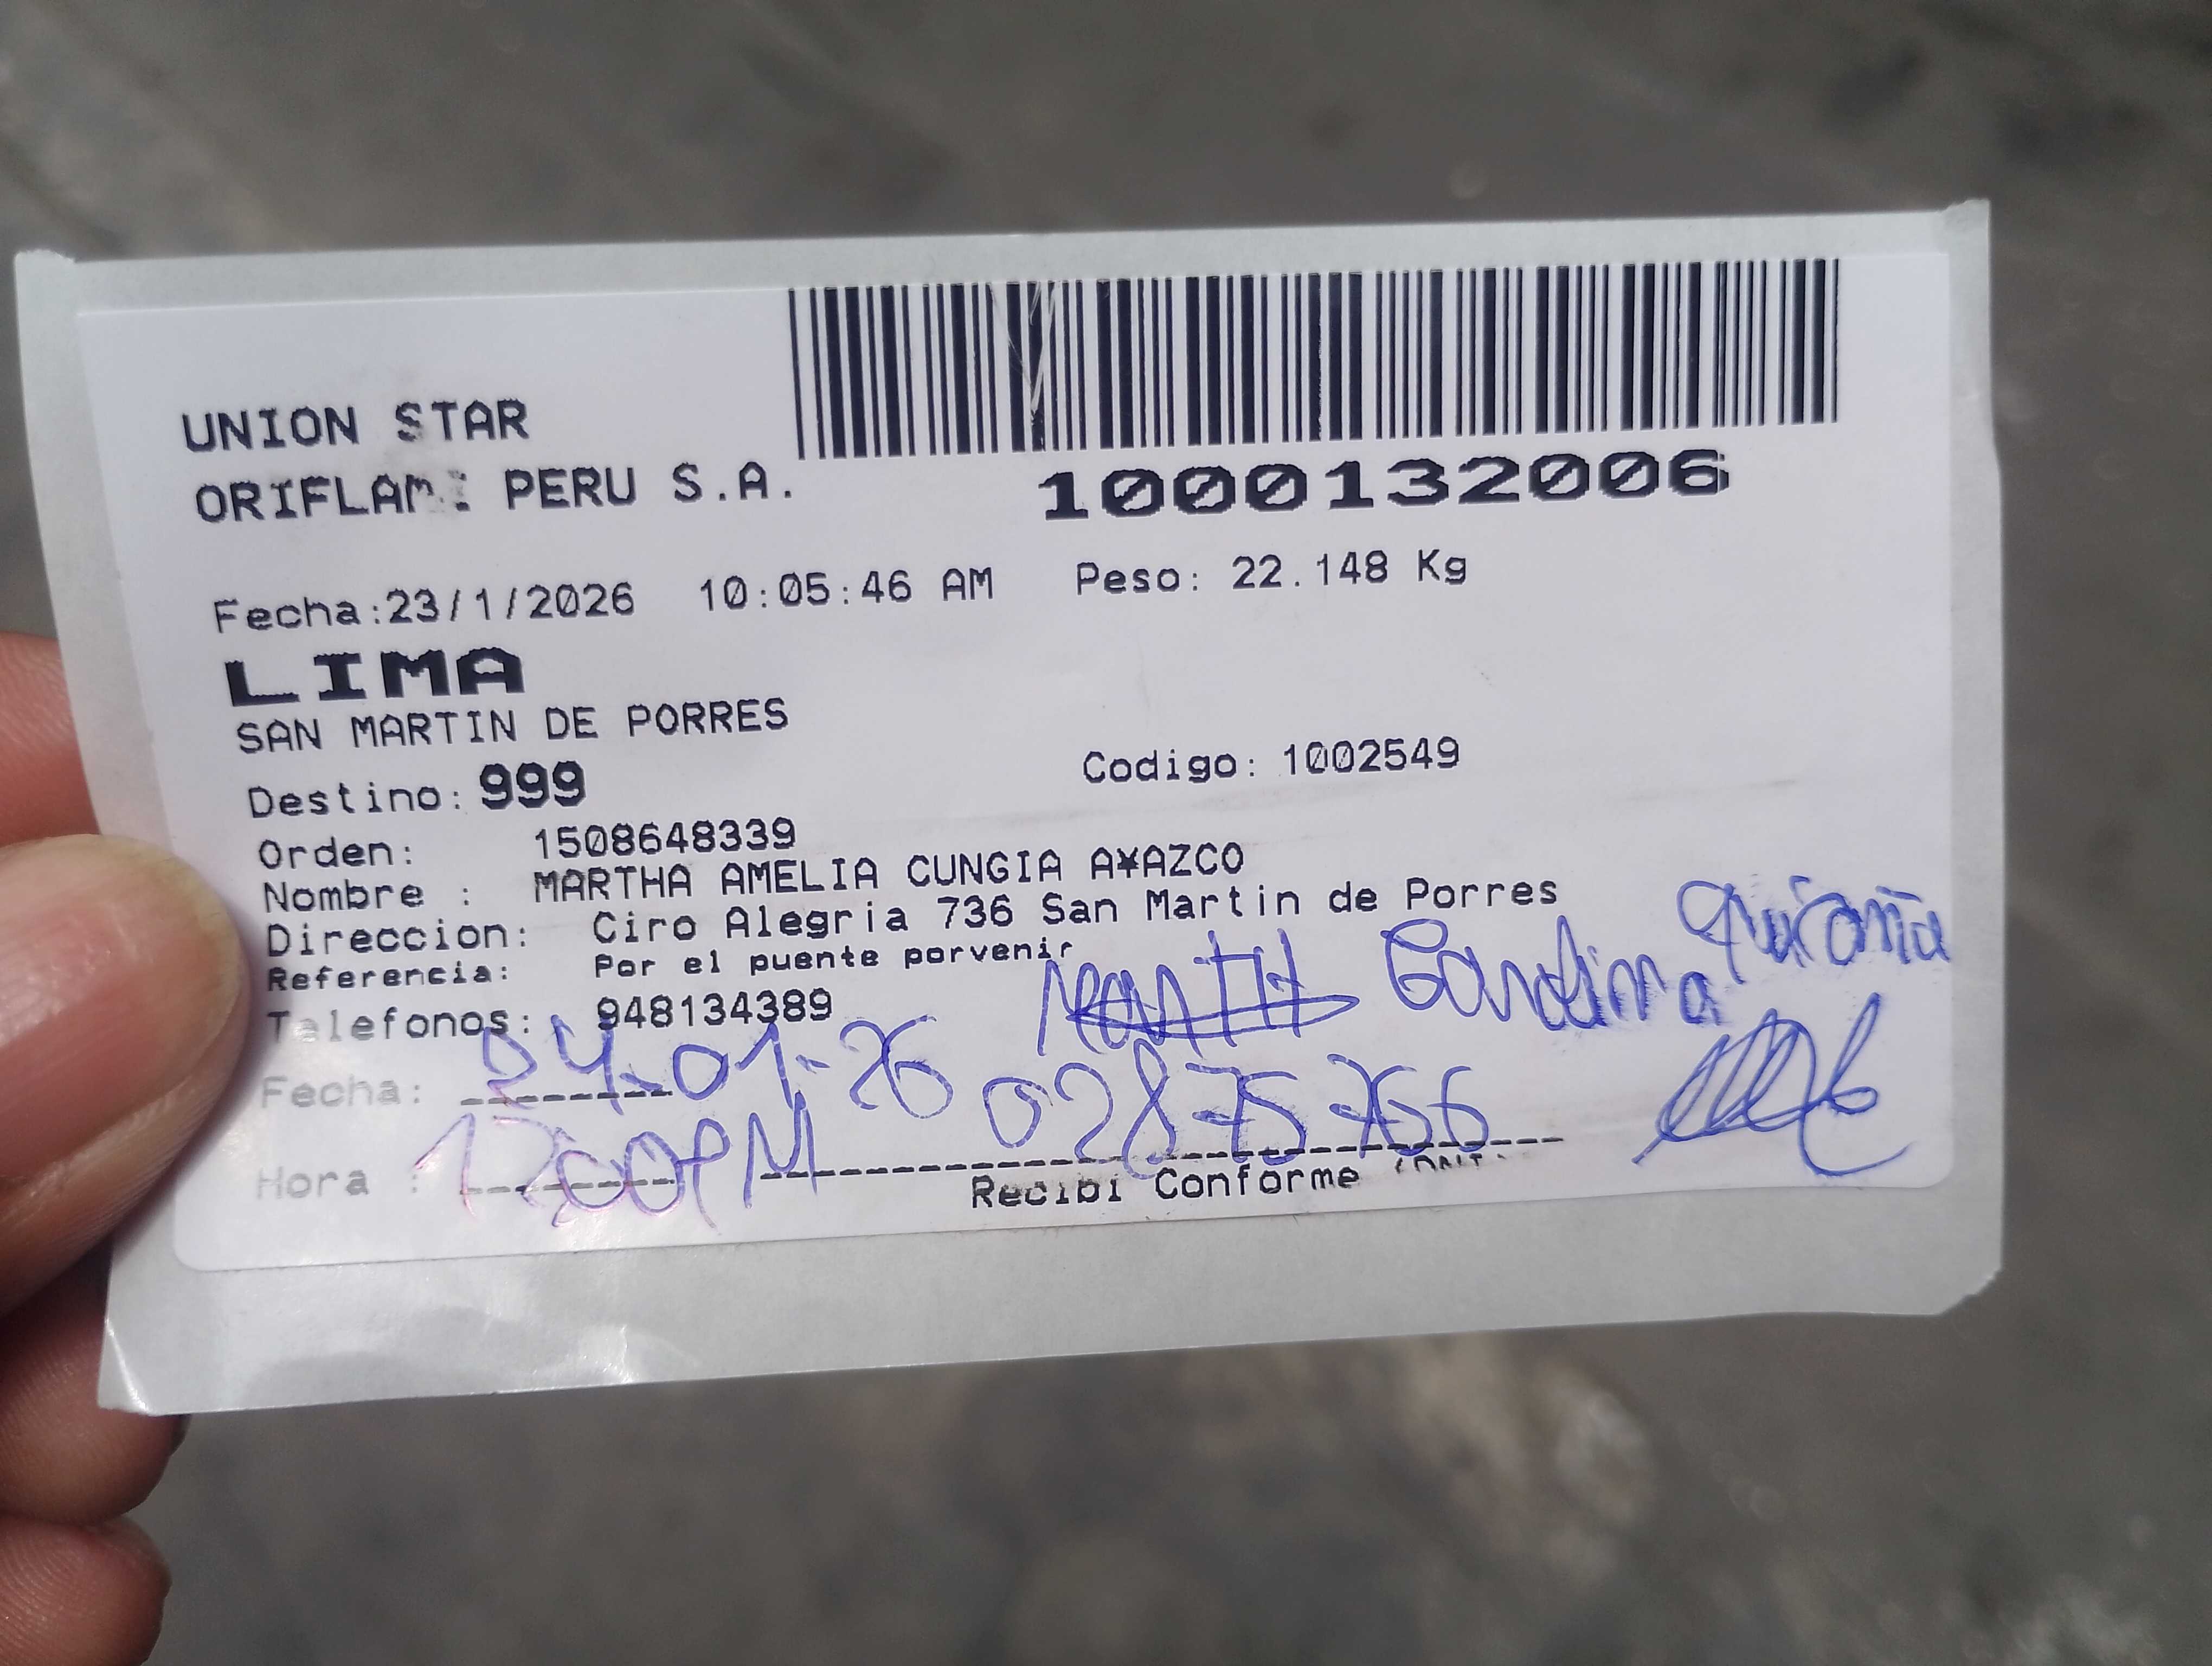 UNION STAR
ORIFLAME PERU S.A.
1000132006
Fecha:23/1/2026 10:05:46 AM Peso: 22.148 Kg
LIMA
SAN MARTIN DE PORRES
Destino: 999 Codigo: 1002549
Orden: 1508648339
Nombre : MARTHA AMELIA CUNGIA A¥AZCO
Direccion: Ciro Alegria 736 San Martin de Porres
Referencia: Por el puente porvenir
Telefonos: 948134389
Fecha: 24-01-26
Hora : 00PM
Recibi Conforme (DNI)